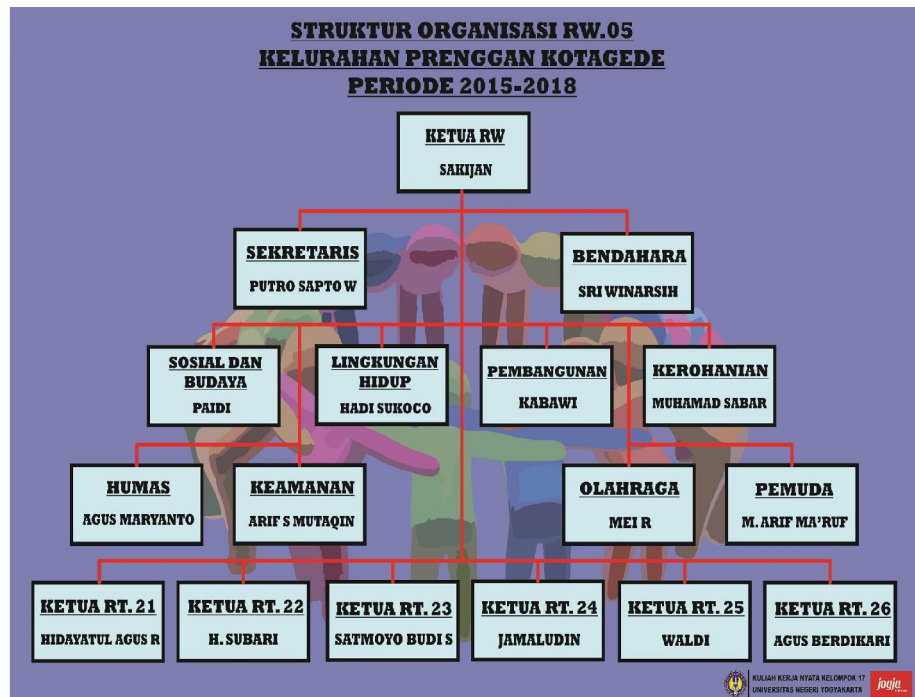 STRUKTUR ORGANISASI RW.05
KELURAHAN PRENGGAN KOTAGEDE
PERIODE 2015-2018
KETUA RW
SAKIJAN
SEKRETARIS
PUTRO SAPTO W
BENDAHARA
SRI WINARSIH
SOSIAL DAN
BUDAYA
PAIDI
LINGKUNGAN
HIDUP
HADI SUKOCO
PEMBANGUNAN
KABAWI
KEROHANIAN
MUHAMAD SABAR
HUMAS
AGUS MARYANTO
KEAMANAN
ARIF S MUTAQIN
OLAHRAGA
MEI R
PEMUDA
M. ARIF MA'RUF
KETUA RT. 21
HIDAYATUL AGUS R
KETUA RT. 22
H. SUBARI
KETUA RT. 23
SATMOYO BUDI S
KETUA RT. 24
JAMALUDIN
KETUA RT. 25
WALDI
KETUA RT. 26
AGUS BERDIKARI
KULIAH KERJA NYATA KELOMPOK 17
UNIVERSITAS NEGERI YOGYAKARTA
jogja